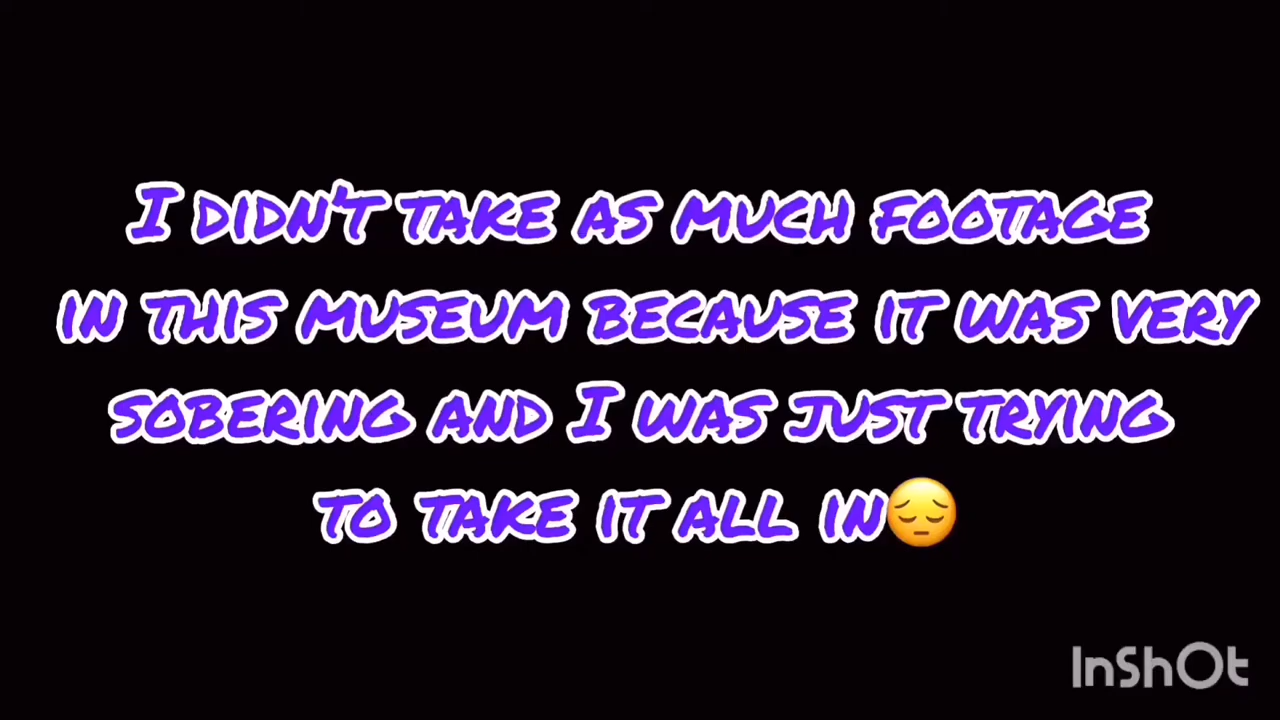 I didn't take as much footage
in this museum because it was very
sobering and I was just trying
to take it all in😔
InShOt